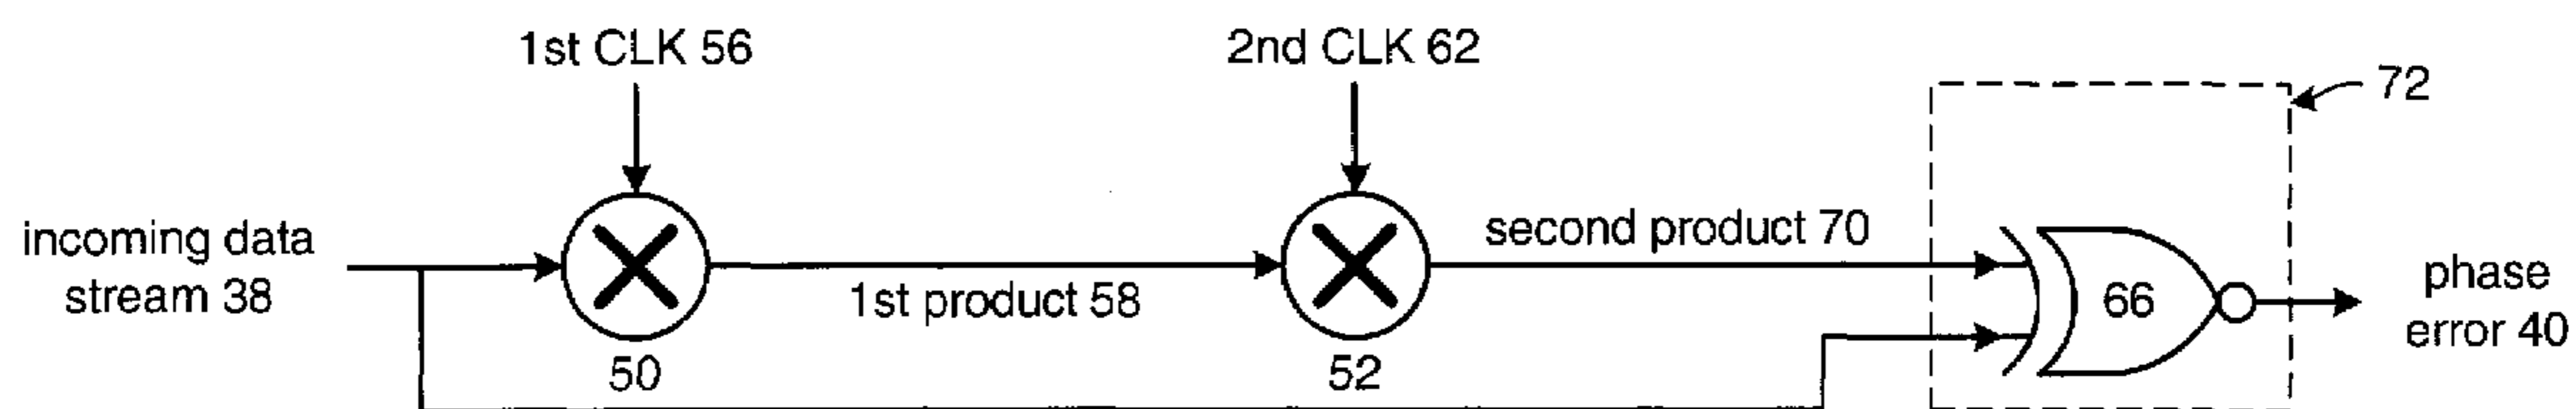 1st CLK 56
2nd CLK 62
72
incoming data
stream 38
1st product 58
second product 70
66
phase
error 40
50
52